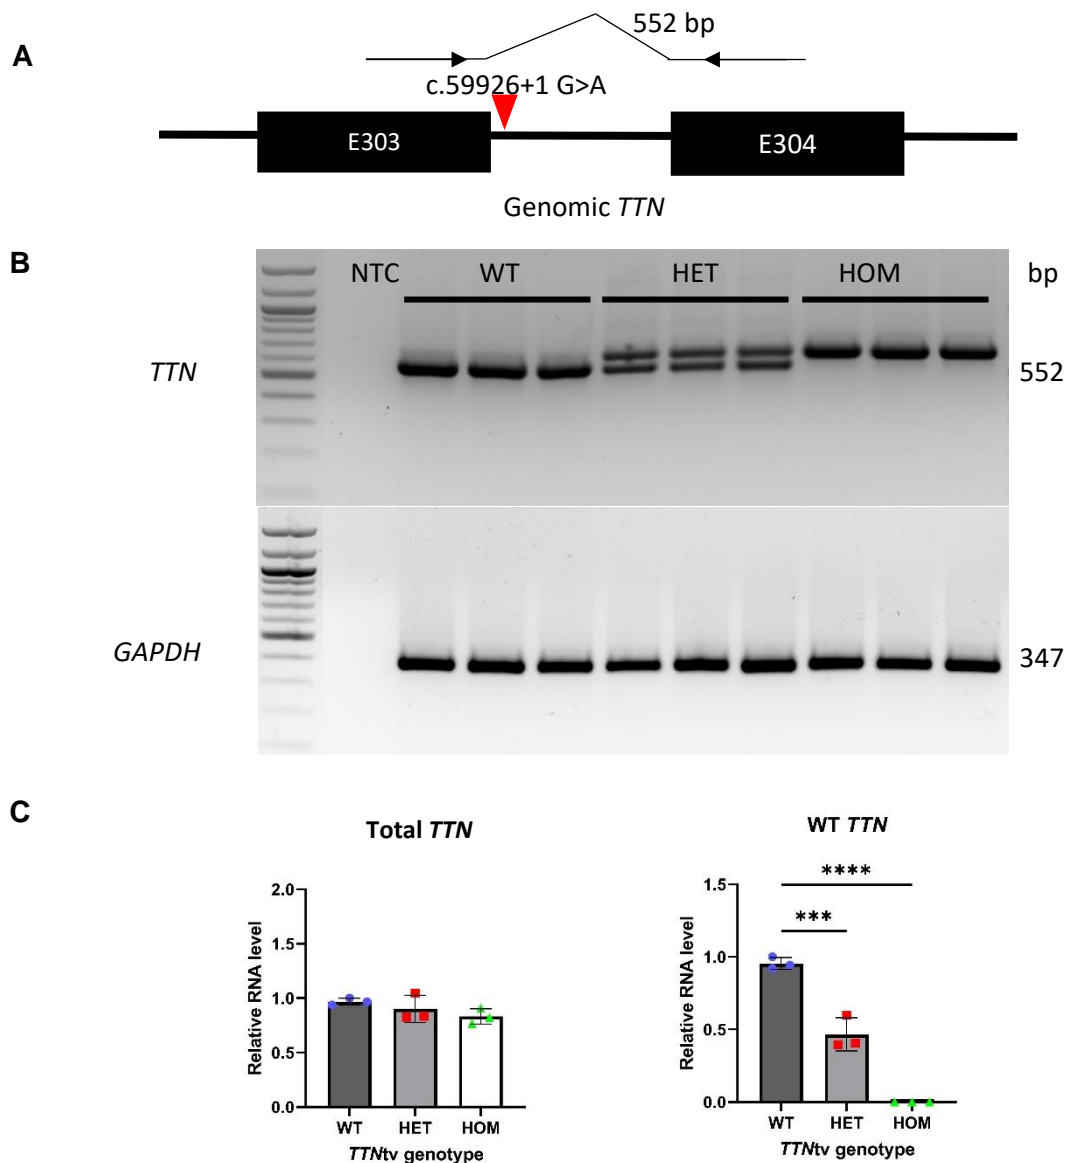 A
552 bp
c.59926+1 G>A
E303
E304
Genomic TTN
B
NTC WT HET HOM bp
TTN
552
GAPDH
347
C
Total TTN
Relative RNA level
2.0
1.5
1.0
0.5
0.0
WT HET HOM
TTNtv genotype
WT TTN
Relative RNA level
1.5
1.0
0.5
0.0
****
***
WT HET HOM
TTNtv genotype